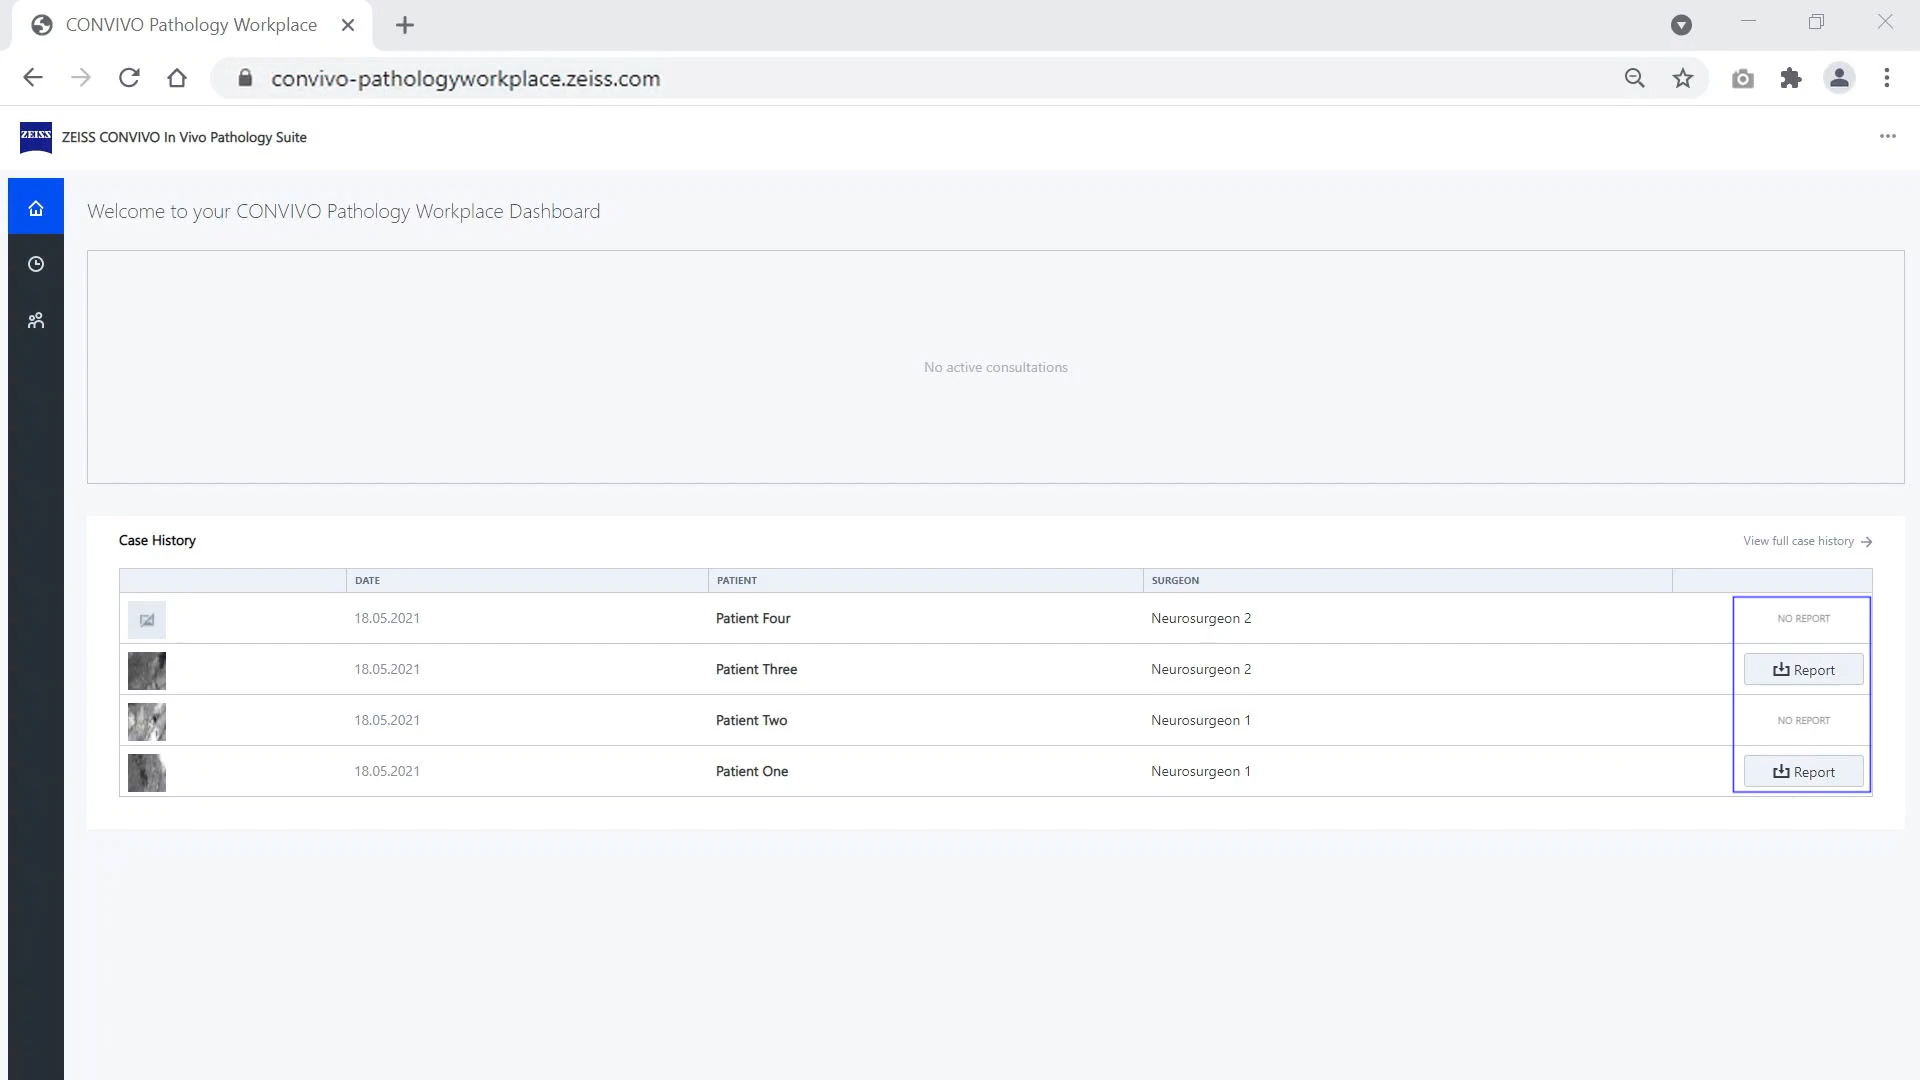 CONVIVO Pathology Workplace
convivo-pathologyworkplace.zeiss.com
ZEISS ZEISS CONVIVO In Vivo Pathology Suite
Welcome to your CONVIVO Pathology Workplace Dashboard
No active consultations
Case History View full case history
DATE PATIENT SURGEON
18.05.2021 Patient Four Neurosurgeon 2 NO REPORT
18.05.2021 Patient Three Neurosurgeon 2 Report
18.05.2021 Patient Two Neurosurgeon 1 NO REPORT
18.05.2021 Patient One Neurosurgeon 1 Report